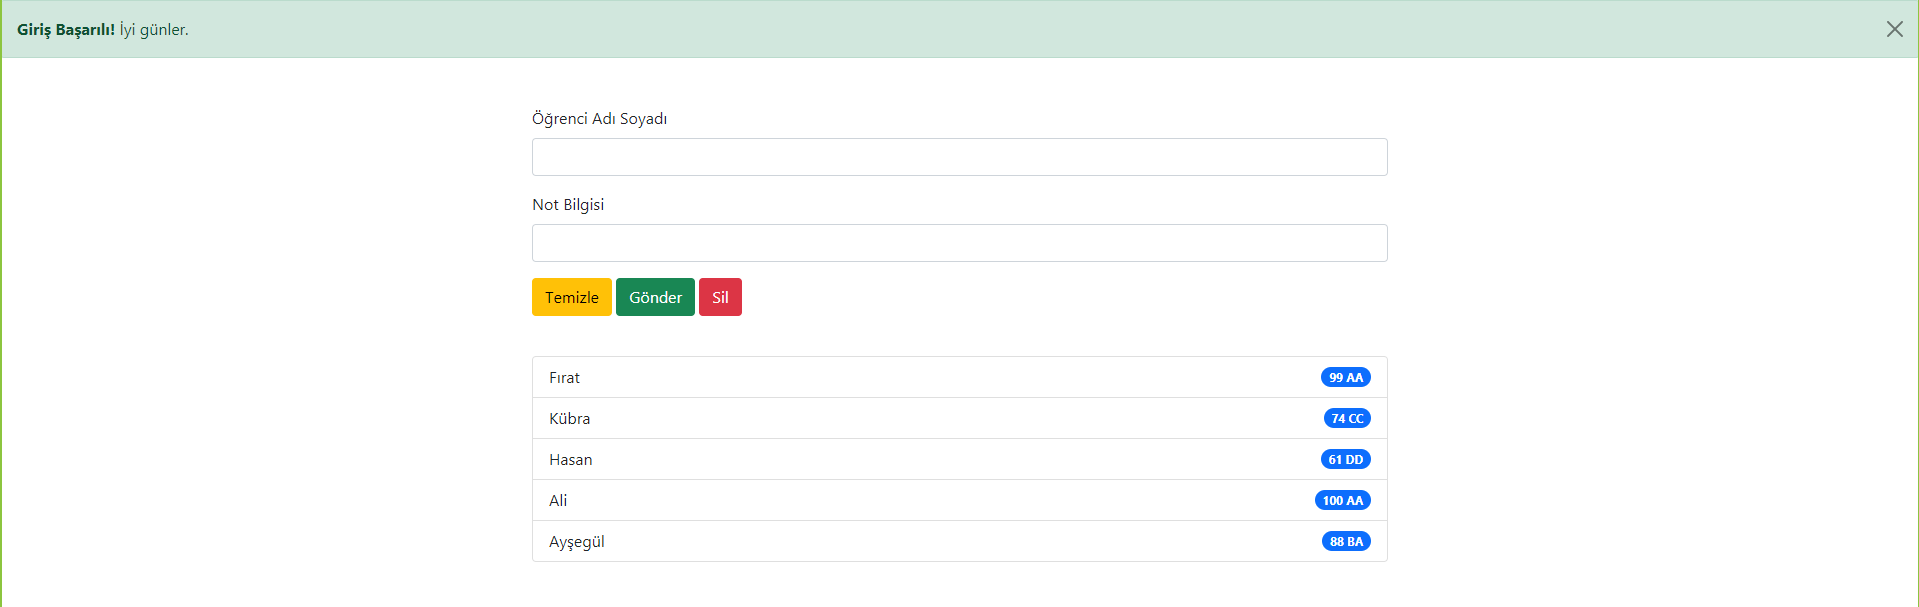 Giriş Başarılı! İyi günler.
Öğrenci Adı Soyadı
Not Bilgisi
Temizle Gönder Sil
Fırat 99 AA
Kübra 74 CC
Hasan 61 DD
Ali 100 AA
Ayşegül 88 BA